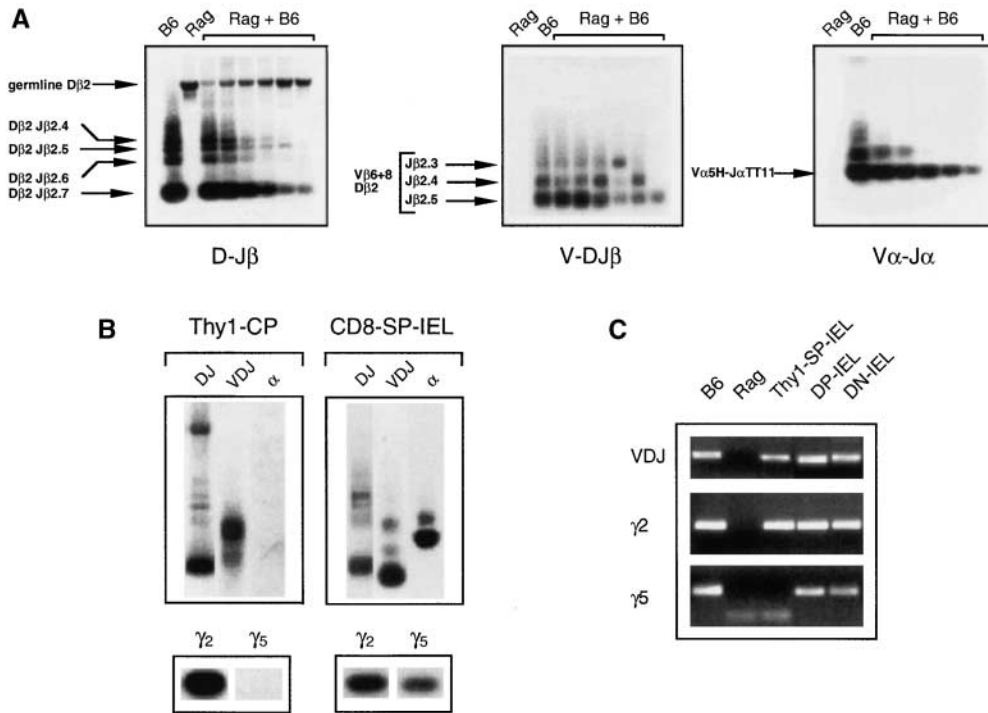 A
B6
Rag
Rag + B6
germline Dβ2
Dβ2 Jβ2.4
Dβ2 Jβ2.5
Dβ2 Jβ2.6
Dβ2 Jβ2.7
D-Jβ
Rag
B6
Rag + B6
Vβ6+8
Dβ2
Jβ2.3
Jβ2.4
Jβ2.5
V-DJβ
Rag
B6
Rag + B6
Vα5H-JαTT11
Vα-Jα
B
Thy1-CP
DJ
VDJ
α
γ2
γ5
CD8-SP-IEL
DJ
VDJ
α
γ2
γ5
C
B6
Rag
Thy1-SP-IEL
DP-IEL
DN-IEL
VDJ
γ2
γ5